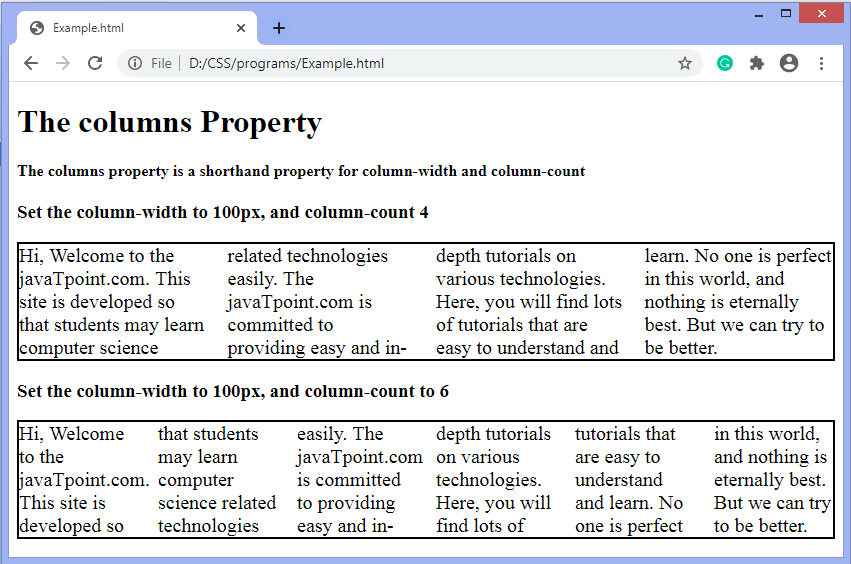 Example.html
File
D:/CSS/programs/Example.html
The columns Property
The columns property is a shorthand property for column-width and column-count
Set the column-width to 100px, and column-count 4
Hi, Welcome to the
javaTpoint.com. This
site is developed so
that students may learn
computer science
related technologies
easily. The
javaTpoint.com is
committed to
providing easy and in-
depth tutorials on
various technologies.
Here, you will find lots
of tutorials that are
easy to understand and
learn. No one is perfect
in this world, and
nothing is eternally
best. But we can try to
be better.
Set the column-width to 100px, and column-count to 6
Hi, Welcome
to the
javaTpoint.com.
This site is
developed so
that students
may learn
computer
science related
technologies
easily. The
javaTpoint.com
is committed
to providing
easy and in-
depth tutorials
on various
technologies.
Here, you will
find lots of
tutorials that
are easy to
understand
and learn. No
one is perfect
in this world,
and nothing is
eternally best.
But we can try
to be better.